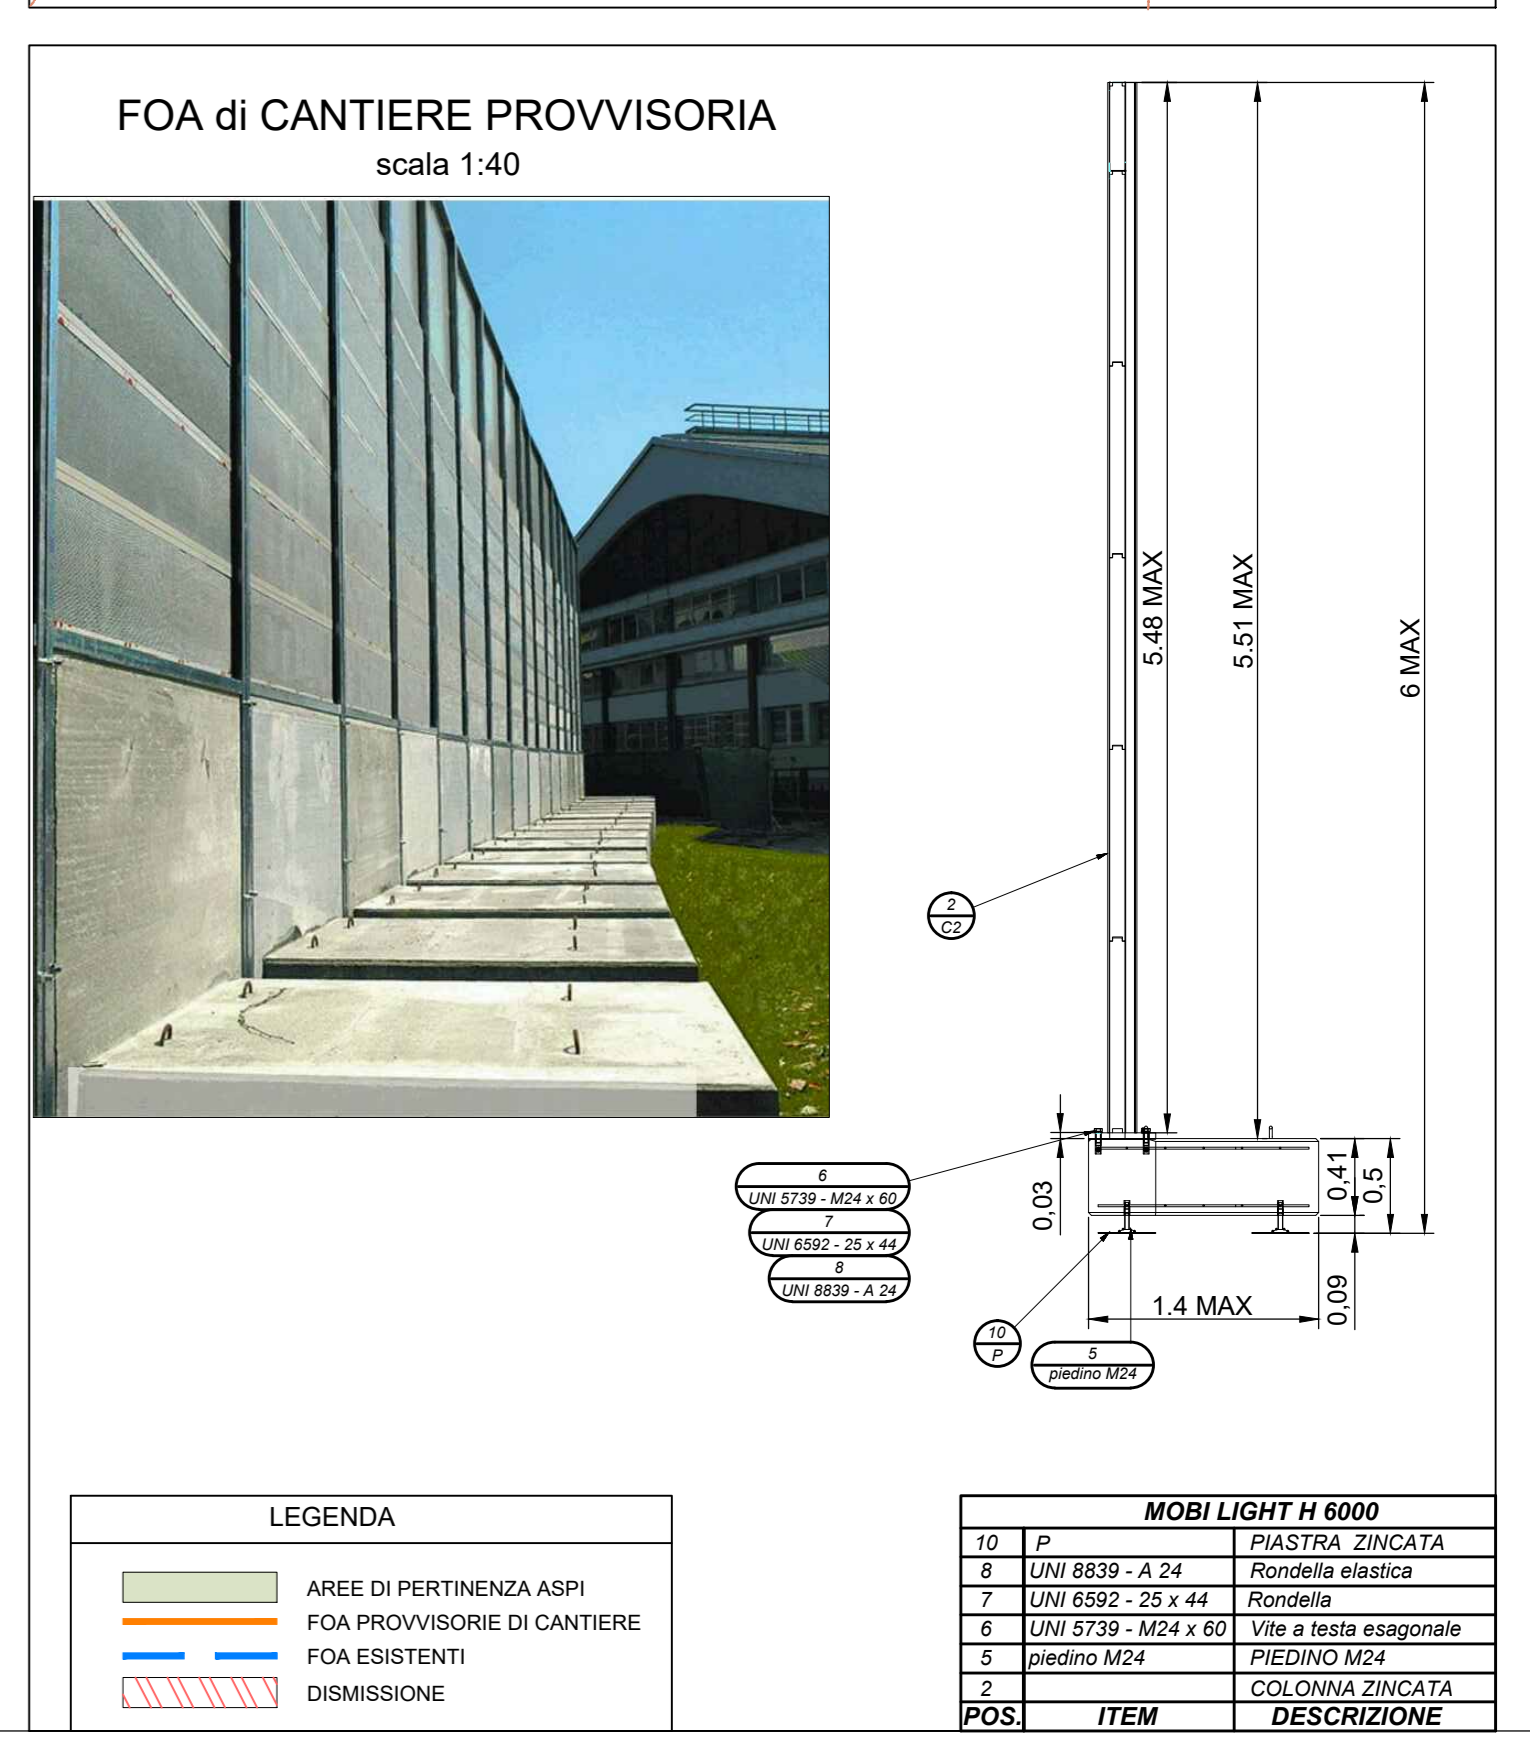 FOA di CANTIERE PROVVISORIA
scala 1:40
5.48 MAX
5.51 MAX
6 MAX
2
C2
6
UNI 5739 - M24 x 60
7
UNI 6592 - 25 x 44
8
UNI 8839 - A 24
0,03
0,41
0,5
0,09
1.4 MAX
10
P
5
piedino M24
LEGENDA
AREE DI PERTINENZA ASPI
FOA PROVVISORIE DI CANTIERE
FOA ESISTENTI
DISMISSIONE
MOBI LIGHT H 6000
10 P PIASTRA ZINCATA
8 UNI 8839 - A 24 Rondella elastica
7 UNI 6592 - 25 x 44 Rondella
6 UNI 5739 - M24 x 60 Vite a testa esagonale
5 piedino M24 PIEDINO M24
2 COLONNA ZINCATA
POS. ITEM DESCRIZIONE